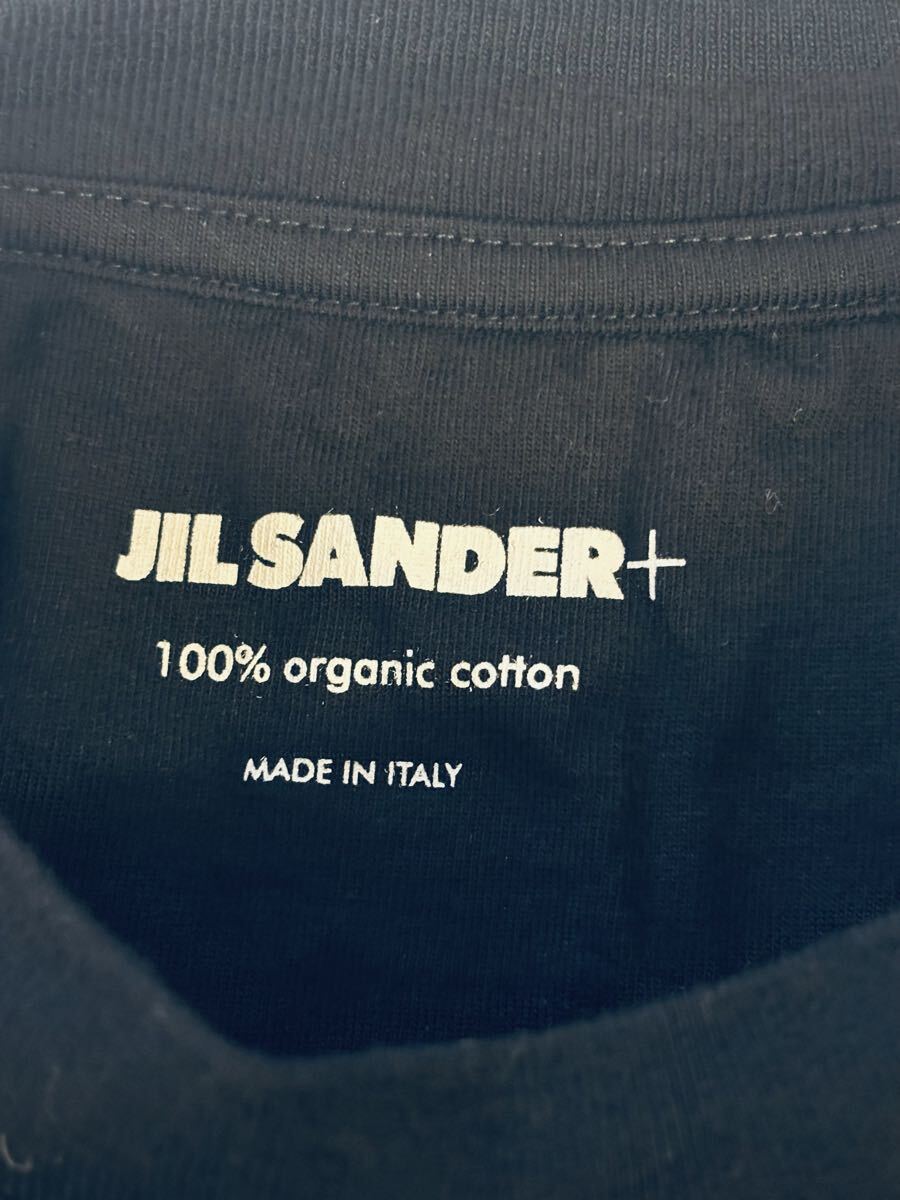 JIL SANDER+
100% organic cotton
MADE IN ITALY